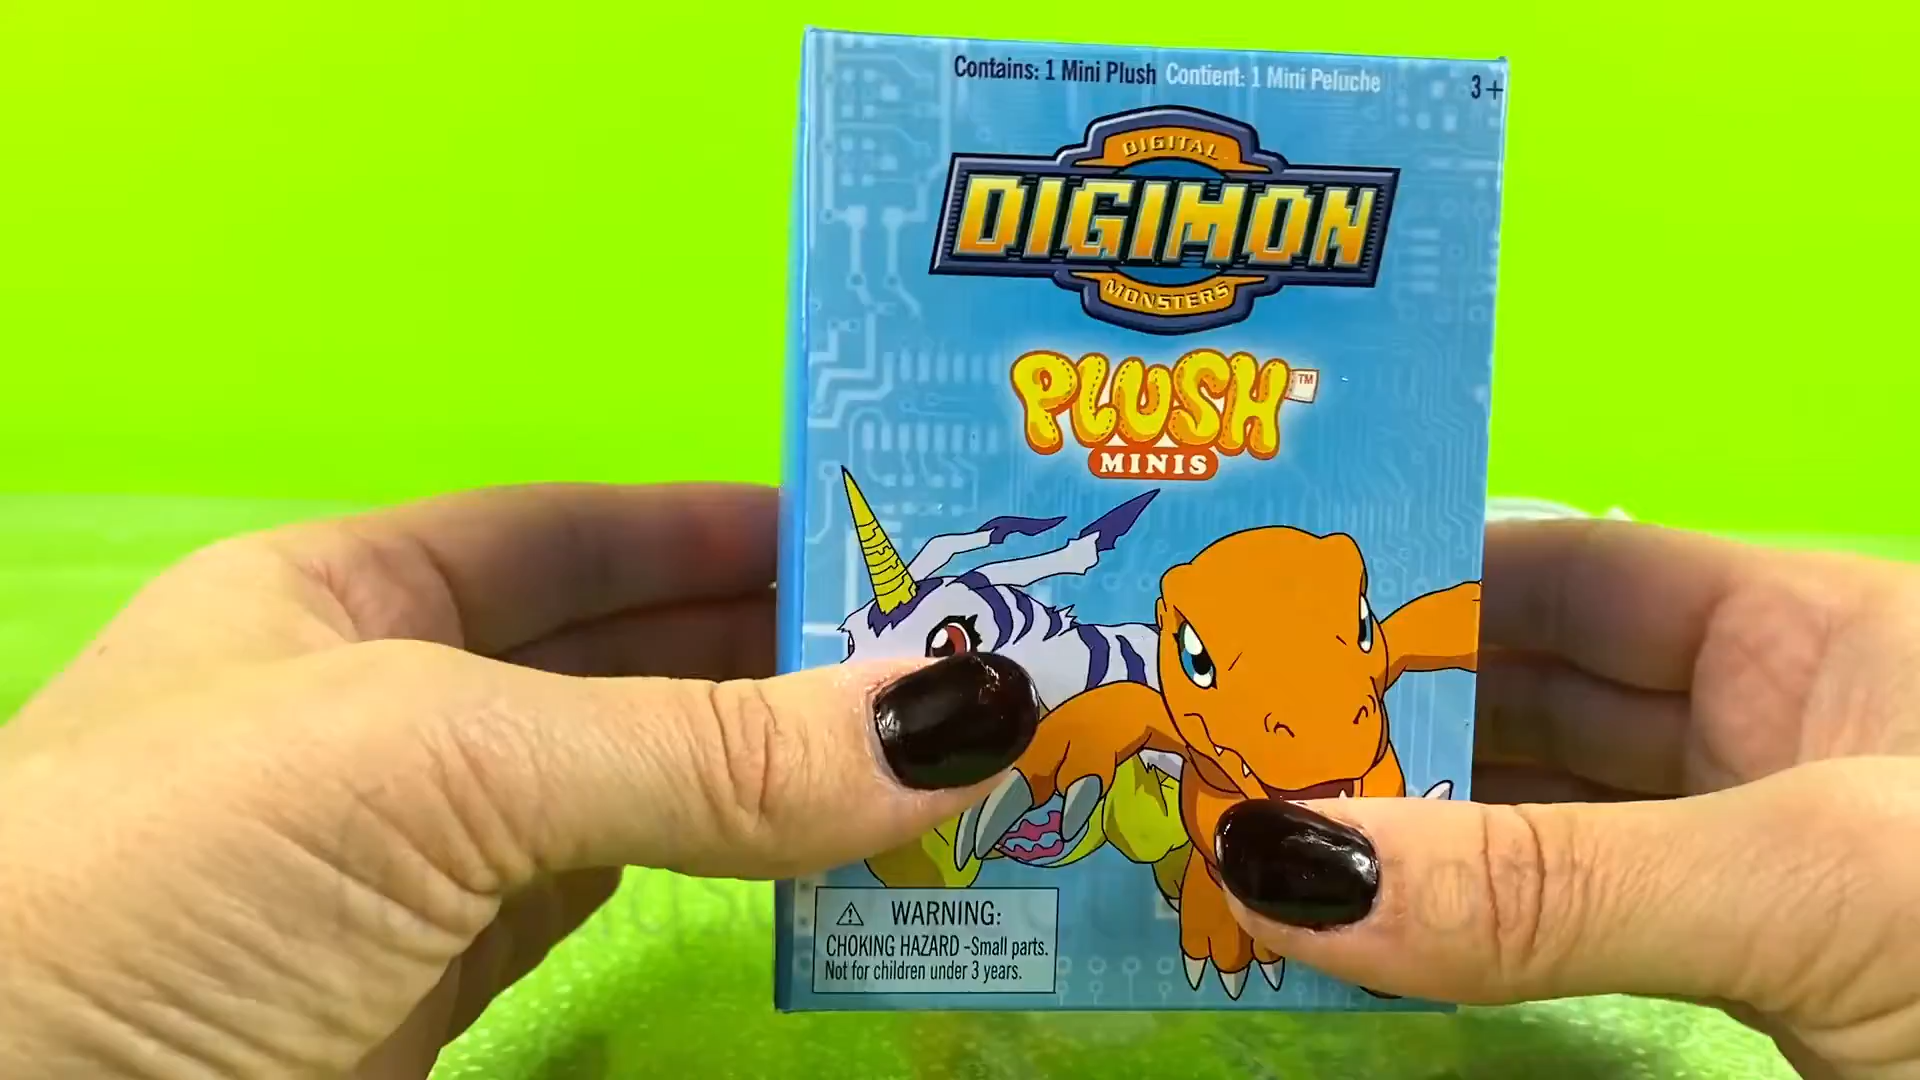 Contains: 1 Mini Plush Contient: 1 Mini Peluche
3+
DIGITAL
DIGIMON
MONSTERS
PLUSH™
MINIS
WARNING:
CHOKING HAZARD -Small parts.
Not for children under 3 years.